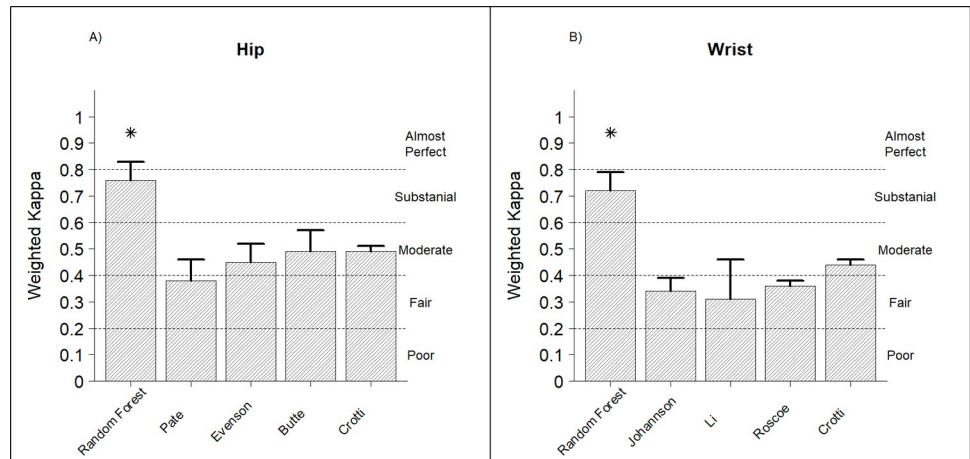 A)
Hip
Weighted Kappa
1
0.9
0.8
0.7
0.6
0.5
0.4
0.3
0.2
0.1
0
*
Almost
Perfect
Substanial
Moderate
Fair
Poor
Random Forest
Pate
Evenson
Butte
Crotti
B)
Wrist
Weighted Kappa
1
0.9
0.8
0.7
0.6
0.5
0.4
0.3
0.2
0.1
0
*
Almost
Perfect
Substanial
Moderate
Fair
Poor
Random Forest
Johannson
Li
Roscoe
Crotti